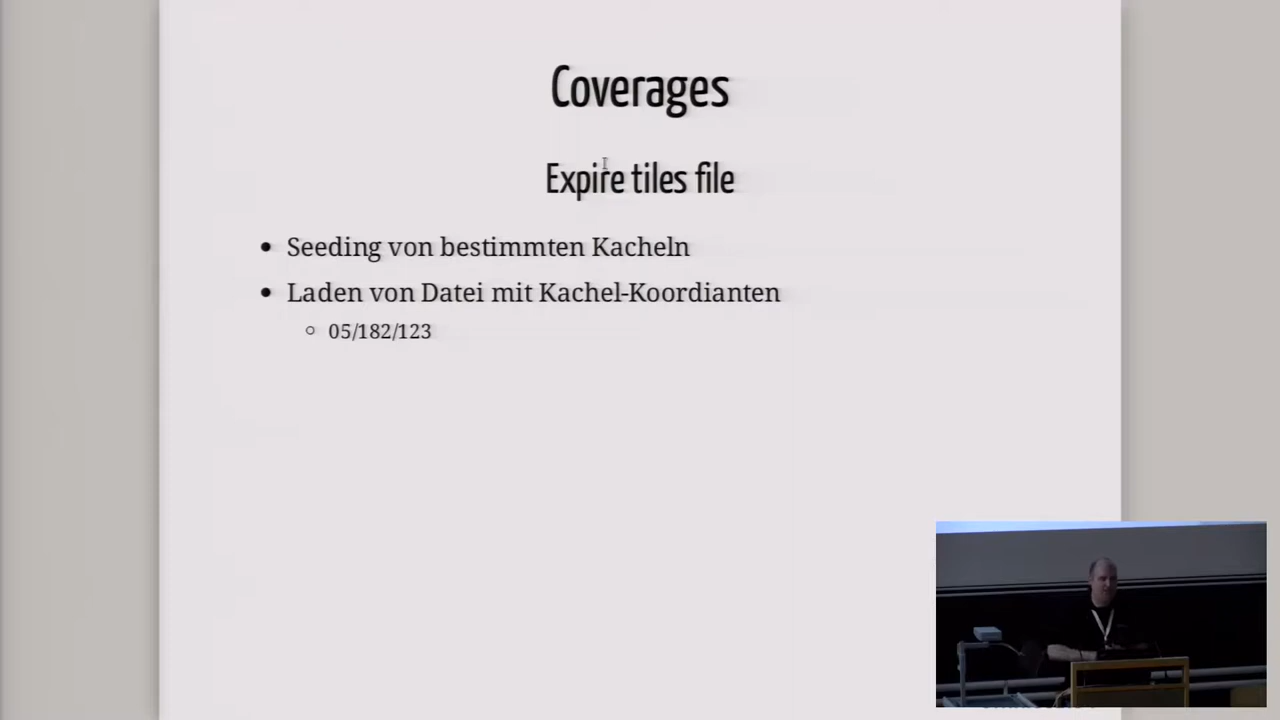 Coverages
Expire tiles file
Seeding von bestimmten Kacheln
Laden von Datei mit Kachel-Koordianten
05/182/123